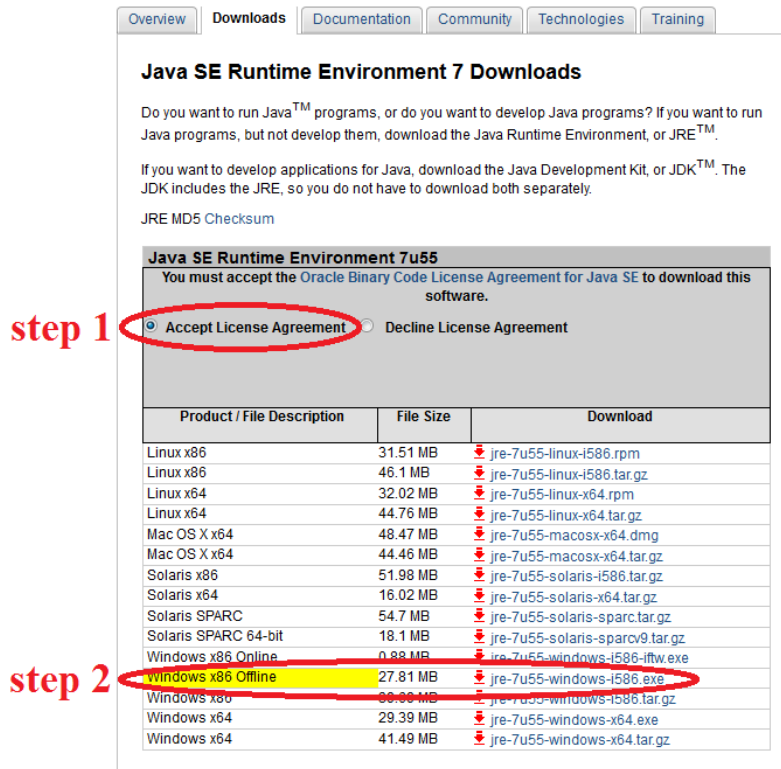 Overview Downloads Documentation Community Technologies Training
Java SE Runtime Environment 7 Downloads
Do you want to run Java™ programs, or do you want to develop Java programs? If you want to run
Java programs, but not develop them, download the Java Runtime Environment, or JRE™.
If you want to develop applications for Java, download the Java Development Kit, or JDK™. The
JDK includes the JRE, so you do not have to download both separately.
JRE MD5 Checksum
Java SE Runtime Environment 7u55
You must accept the Oracle Binary Code License Agreement for Java SE to download this
software.
step 1 Accept License Agreement Decline License Agreement
Product / File Description File Size Download
Linux x86 31.51 MB jre-7u55-linux-i586.rpm
Linux x86 46.1 MB jre-7u55-linux-i586.tar.gz
Linux x64 32.02 MB jre-7u55-linux-x64.rpm
Linux x64 44.76 MB jre-7u55-linux-x64.tar.gz
Mac OS X x64 48.47 MB jre-7u55-macosx-x64.dmg
Mac OS X x64 44.46 MB jre-7u55-macosx-x64.tar.gz
Solaris x86 51.98 MB jre-7u55-solaris-i586.tar.gz
Solaris x64 16.02 MB jre-7u55-solaris-x64.tar.gz
Solaris SPARC 54.7 MB jre-7u55-solaris-sparc.tar.gz
Solaris SPARC 64-bit 18.1 MB jre-7u55-solaris-sparcv9.tar.gz
Windows x86 Online 0.88 MB jre-7u55-windows-i586-iftw.exe
step 2 Windows x86 Offline 27.81 MB jre-7u55-windows-i586.exe
Windows x86 MB jre-7u55-windows-i586.tar.gz
Windows x64 29.39 MB jre-7u55-windows-x64.exe
Windows x64 41.49 MB jre-7u55-windows-x64.tar.gz